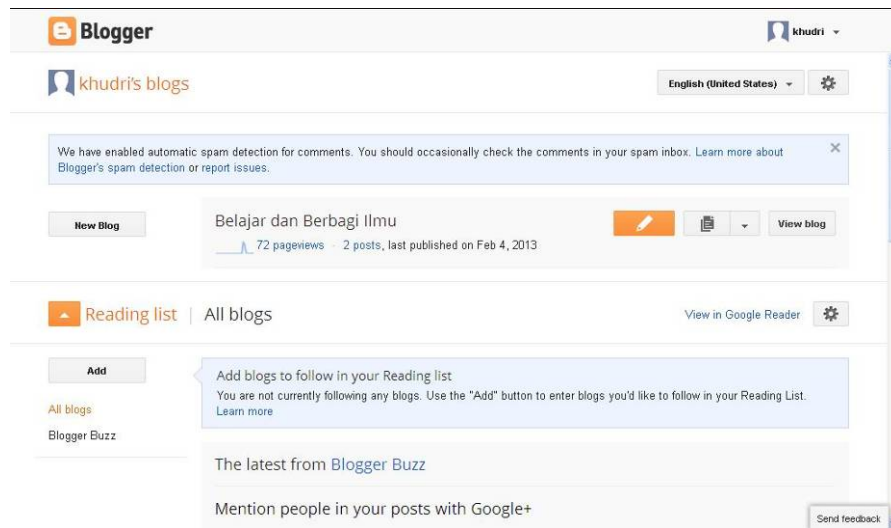 Blogger
khudri
khudri's blogs
English (United States)
We have enabled automatic spam detection for comments. You should occasionally check the comments in your spam inbox. Learn more about
Blogger's spam detection or report issues.
New Blog
Belajar dan Berbagi Ilmu
View blog
72 pageviews - 2 posts, last published on Feb 4, 2013
Reading list | All blogs
View in Google Reader
Add
Add blogs to follow in your Reading list
You are not currently following any blogs. Use the "Add" button to enter blogs you'd like to follow in your Reading List.
Learn more
All blogs
Blogger Buzz
The latest from Blogger Buzz
Mention people in your posts with Google+
Send feedback